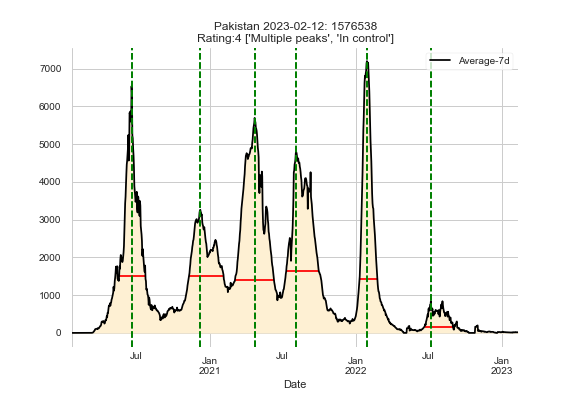 Pakistan 2023-02-12: 1576538
Rating:4 ['Multiple peaks', 'In control']
Average-7d
7000
6000
5000
4000
3000
2000
1000
0
Jul
Jan
2021
Jul
Jan
2022
Jul
Jan
2023
Date